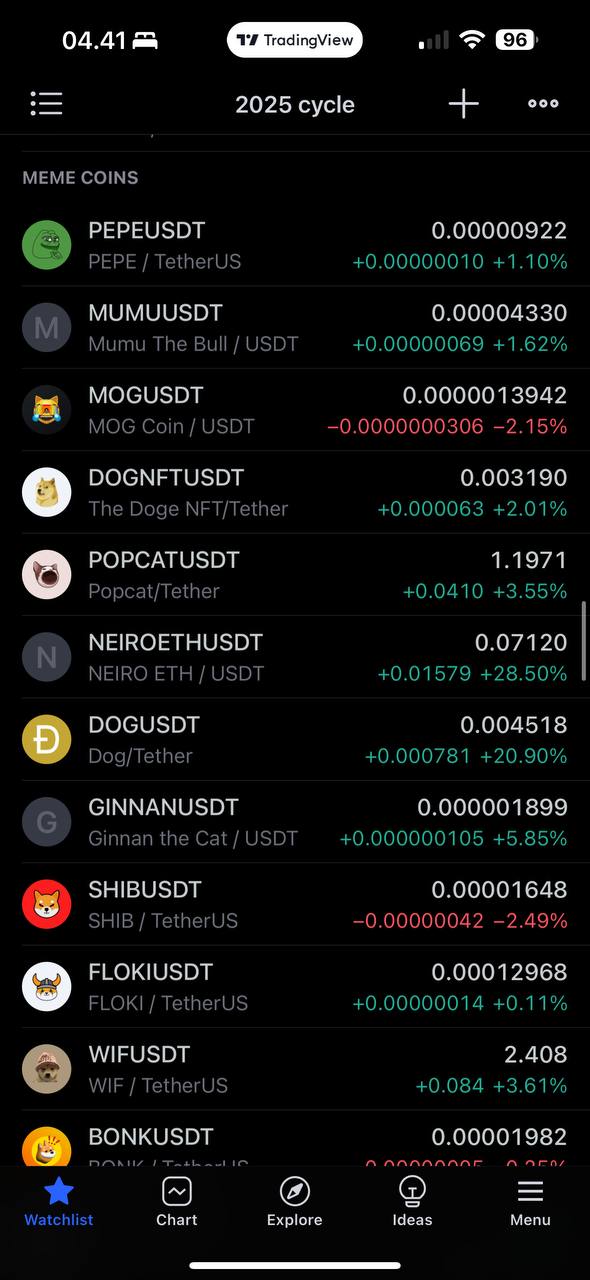 04.41
TradingView
96
2025 cycle
MEME COINS
PEPEUSDT 0.00000922
PEPE / TetherUS +0.00000010 +1.10%
M
MUMUUSDT 0.00004330
Mumu The Bull / USDT +0.00000069 +1.62%
MOGUSDT 0.0000013942
MOG Coin / USDT −0.0000000306 −2.15%
DOGNFTUSDT 0.003190
The Doge NFT/Tether +0.000063 +2.01%
POPCATUSDT 1.1971
Popcat/Tether +0.0410 +3.55%
N
NEIROETHUSDT 0.07120
NEIRO ETH / USDT +0.01579 +28.50%
Ð
DOGUSDT 0.004518
Dog/Tether +0.000781 +20.90%
G
GINNANUSDT 0.000001899
Ginnan the Cat / USDT +0.000000105 +5.85%
SHIBUSDT 0.00001648
SHIB / TetherUS −0.00000042 −2.49%
FLOKIUSDT 0.00012968
FLOKI / TetherUS +0.00000014 +0.11%
WIFUSDT 2.408
WIF / TetherUS +0.084 +3.61%
BONKUSDT 0.00001982
BONK / TetherUS
Watchlist
Chart
Explore
Ideas
Menu